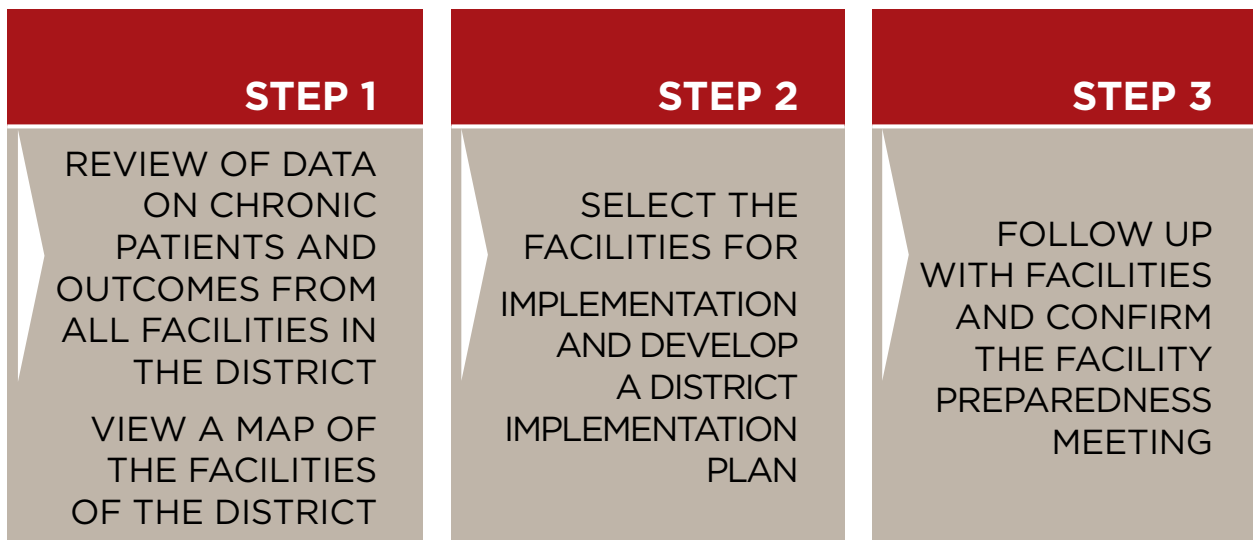 STEP 1
REVIEW OF DATA
ON CHRONIC
PATIENTS AND
OUTCOMES FROM
ALL FACILITIES IN
THE DISTRICT
VIEW A MAP OF
THE FACILITIES
OF THE DISTRICT
STEP 2
SELECT THE
FACILITIES FOR
IMPLEMENTATION
AND DEVELOP
A DISTRICT
IMPLEMENTATION
PLAN
STEP 3
FOLLOW UP
WITH FACILITIES
AND CONFIRM
THE FACILITY
PREPAREDNESS
MEETING